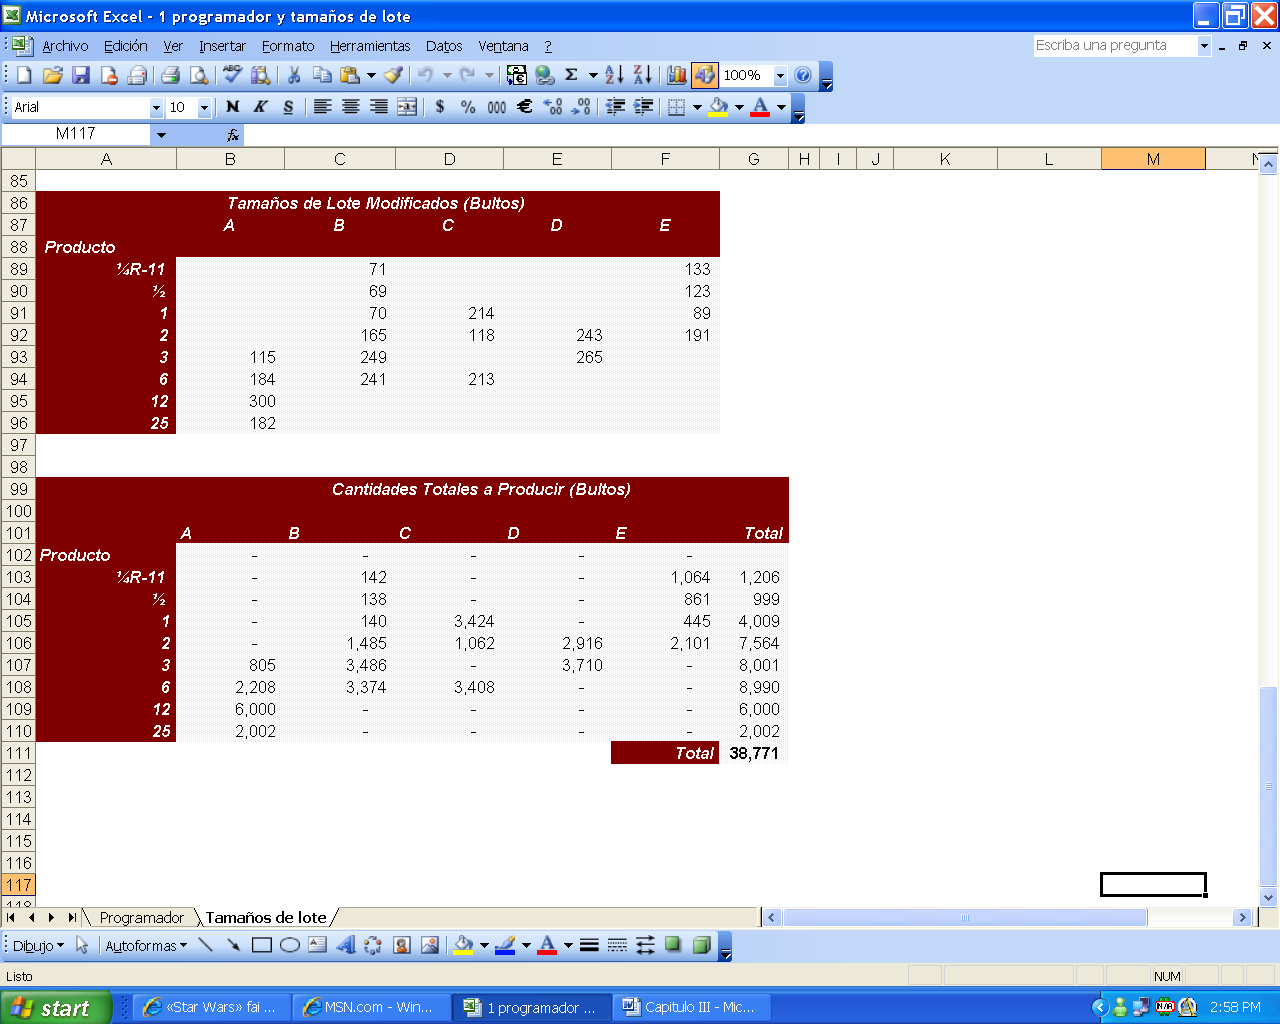 Microsoft Excel - 1 programador y tamaños de lote
Archivo Edición Ver Insertar Formato Herramientas Datos Ventana ? Escriba una pregunta
100%
Arial 10 N K S $ % 000 €
M117 fx
A B C D E F G H I J K L M N
85
86 Tamaños de Lote Modificados (Bultos)
87 A B C D E
88 Producto
89 ¼R-11 71 133
90 ½ 69 123
91 1 70 214 89
92 2 165 118 243 191
93 3 115 249 265
94 6 184 241 213
95 12 300
96 25 182
97
98
99 Cantidades Totales a Producir (Bultos)
100
101 A B C D E Total
102 Producto - - - - -
103 ¼R-11 - 142 - - 1,064 1,206
104 ½ - 138 - - 861 999
105 1 - 140 3,424 - 445 4,009
106 2 - 1,485 1,062 2,916 2,101 7,564
107 3 805 3,486 - 3,710 - 8,001
108 6 2,208 3,374 3,408 - - 8,990
109 12 6,000 - - - - 6,000
110 25 2,002 - - - - 2,002
111 Total 38,771
112
113
114
115
116
117
118
Programador Tamaños de lote
Dibujo Autoformas
Listo NUM
start «Star Wars» fai ... MSN.com - Win... 1 programador ... Capitulo III - Mic... 2:58 PM